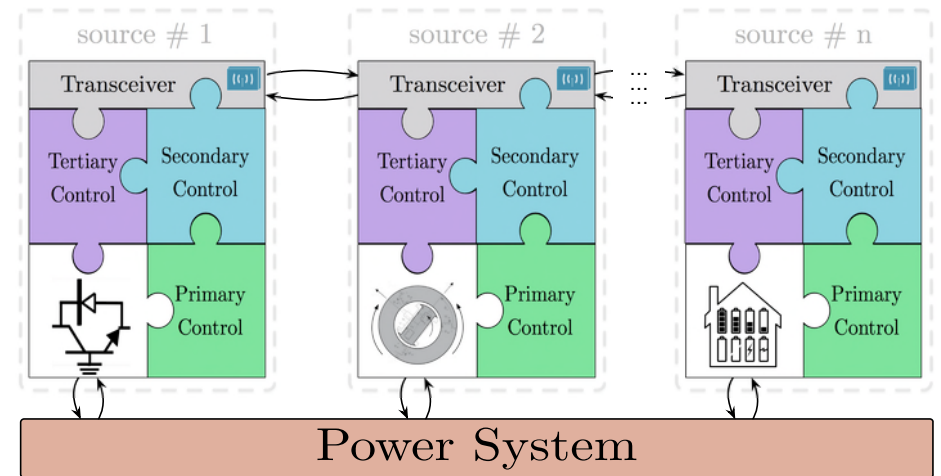 source # 1
source # 2
source # n
Transceiver
Transceiver
...
...
...
Transceiver
Tertiary
Control
Secondary
Control
Tertiary
Control
Secondary
Control
Tertiary
Control
Secondary
Control
Primary
Control
Primary
Control
Primary
Control
Power System